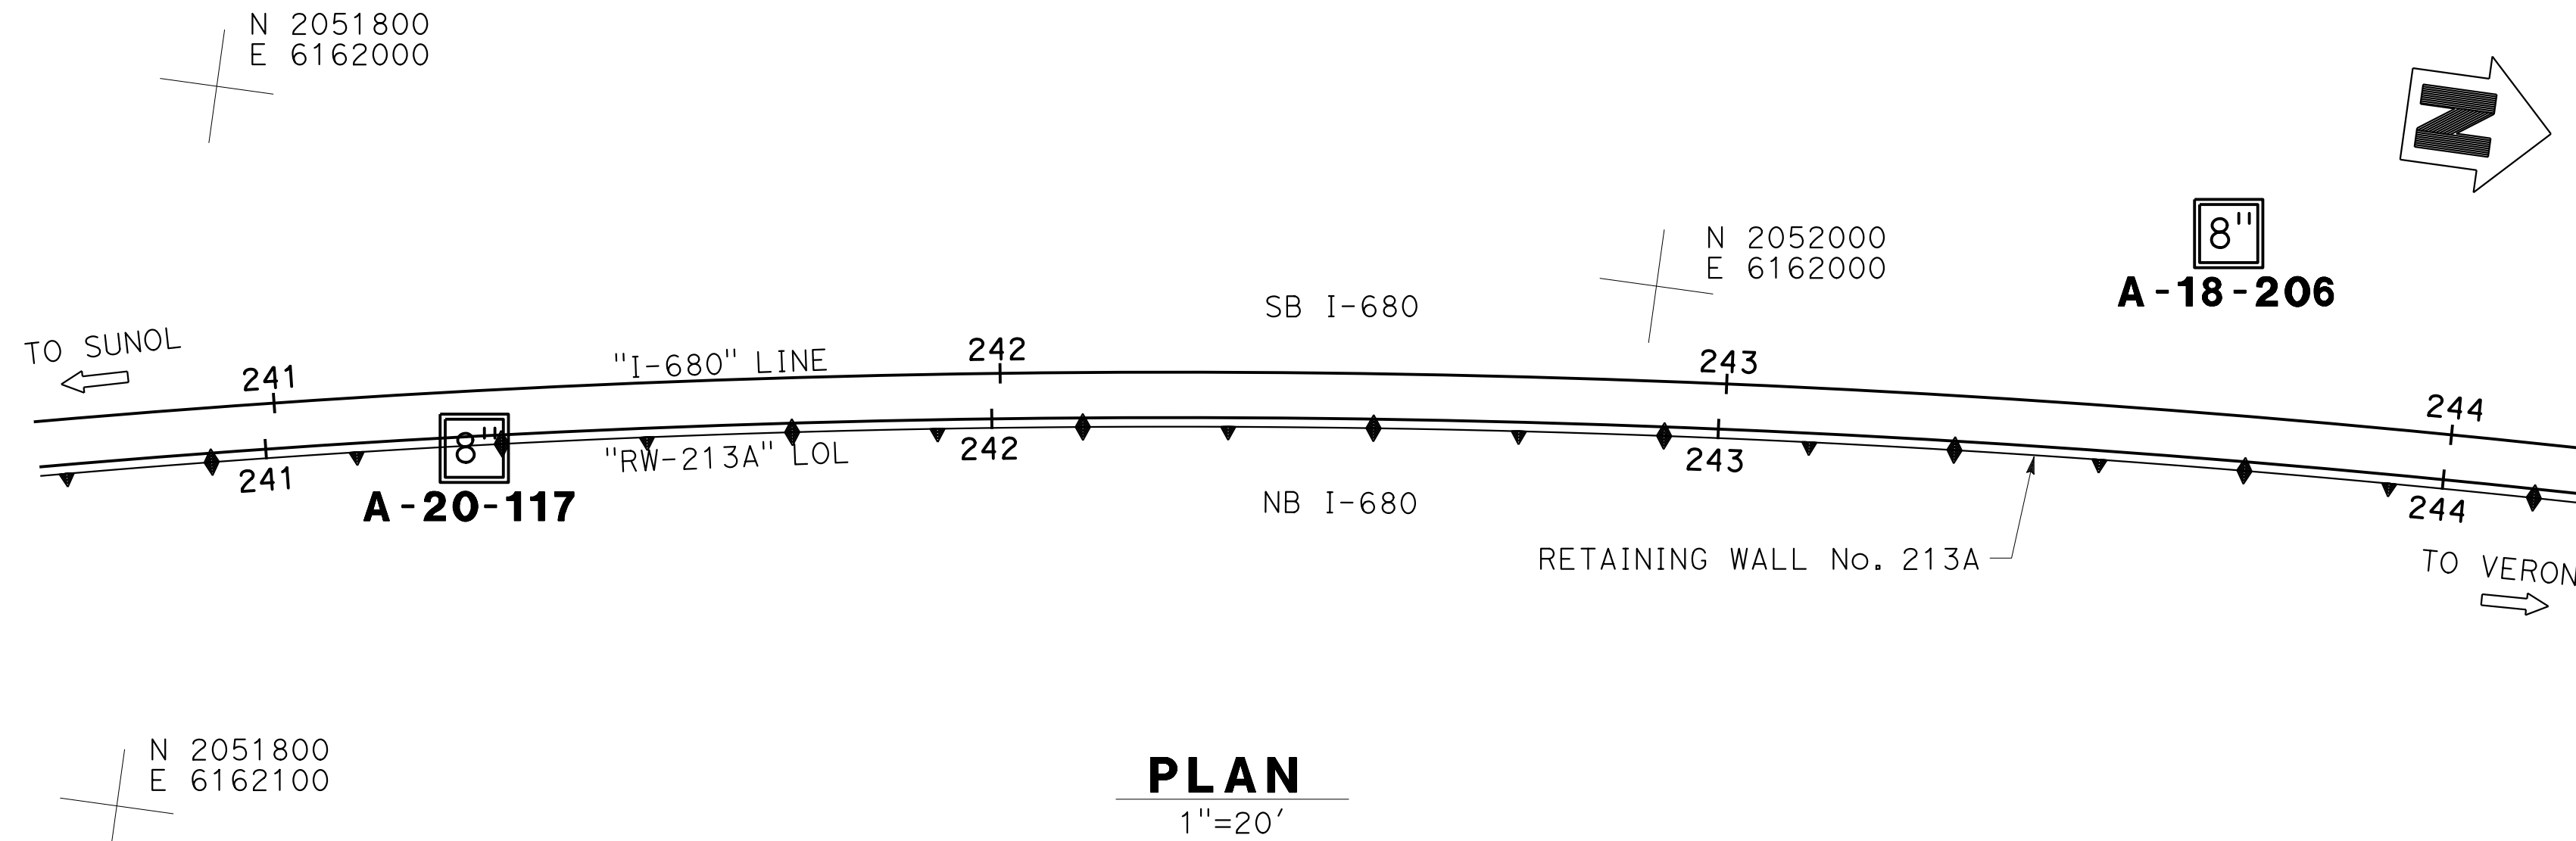 N 2051800
E 6162000
N
8"
A-18-206
N 2052000
E 6162000
SB I-680
TO SUNOL
"I-680" LINE
241
242
243
244
8"
A-20-117
"RW-213A" LOL
241
242
243
244
NB I-680
RETAINING WALL No. 213A
TO VERON
N 2051800
E 6162100
PLAN
1"=20'